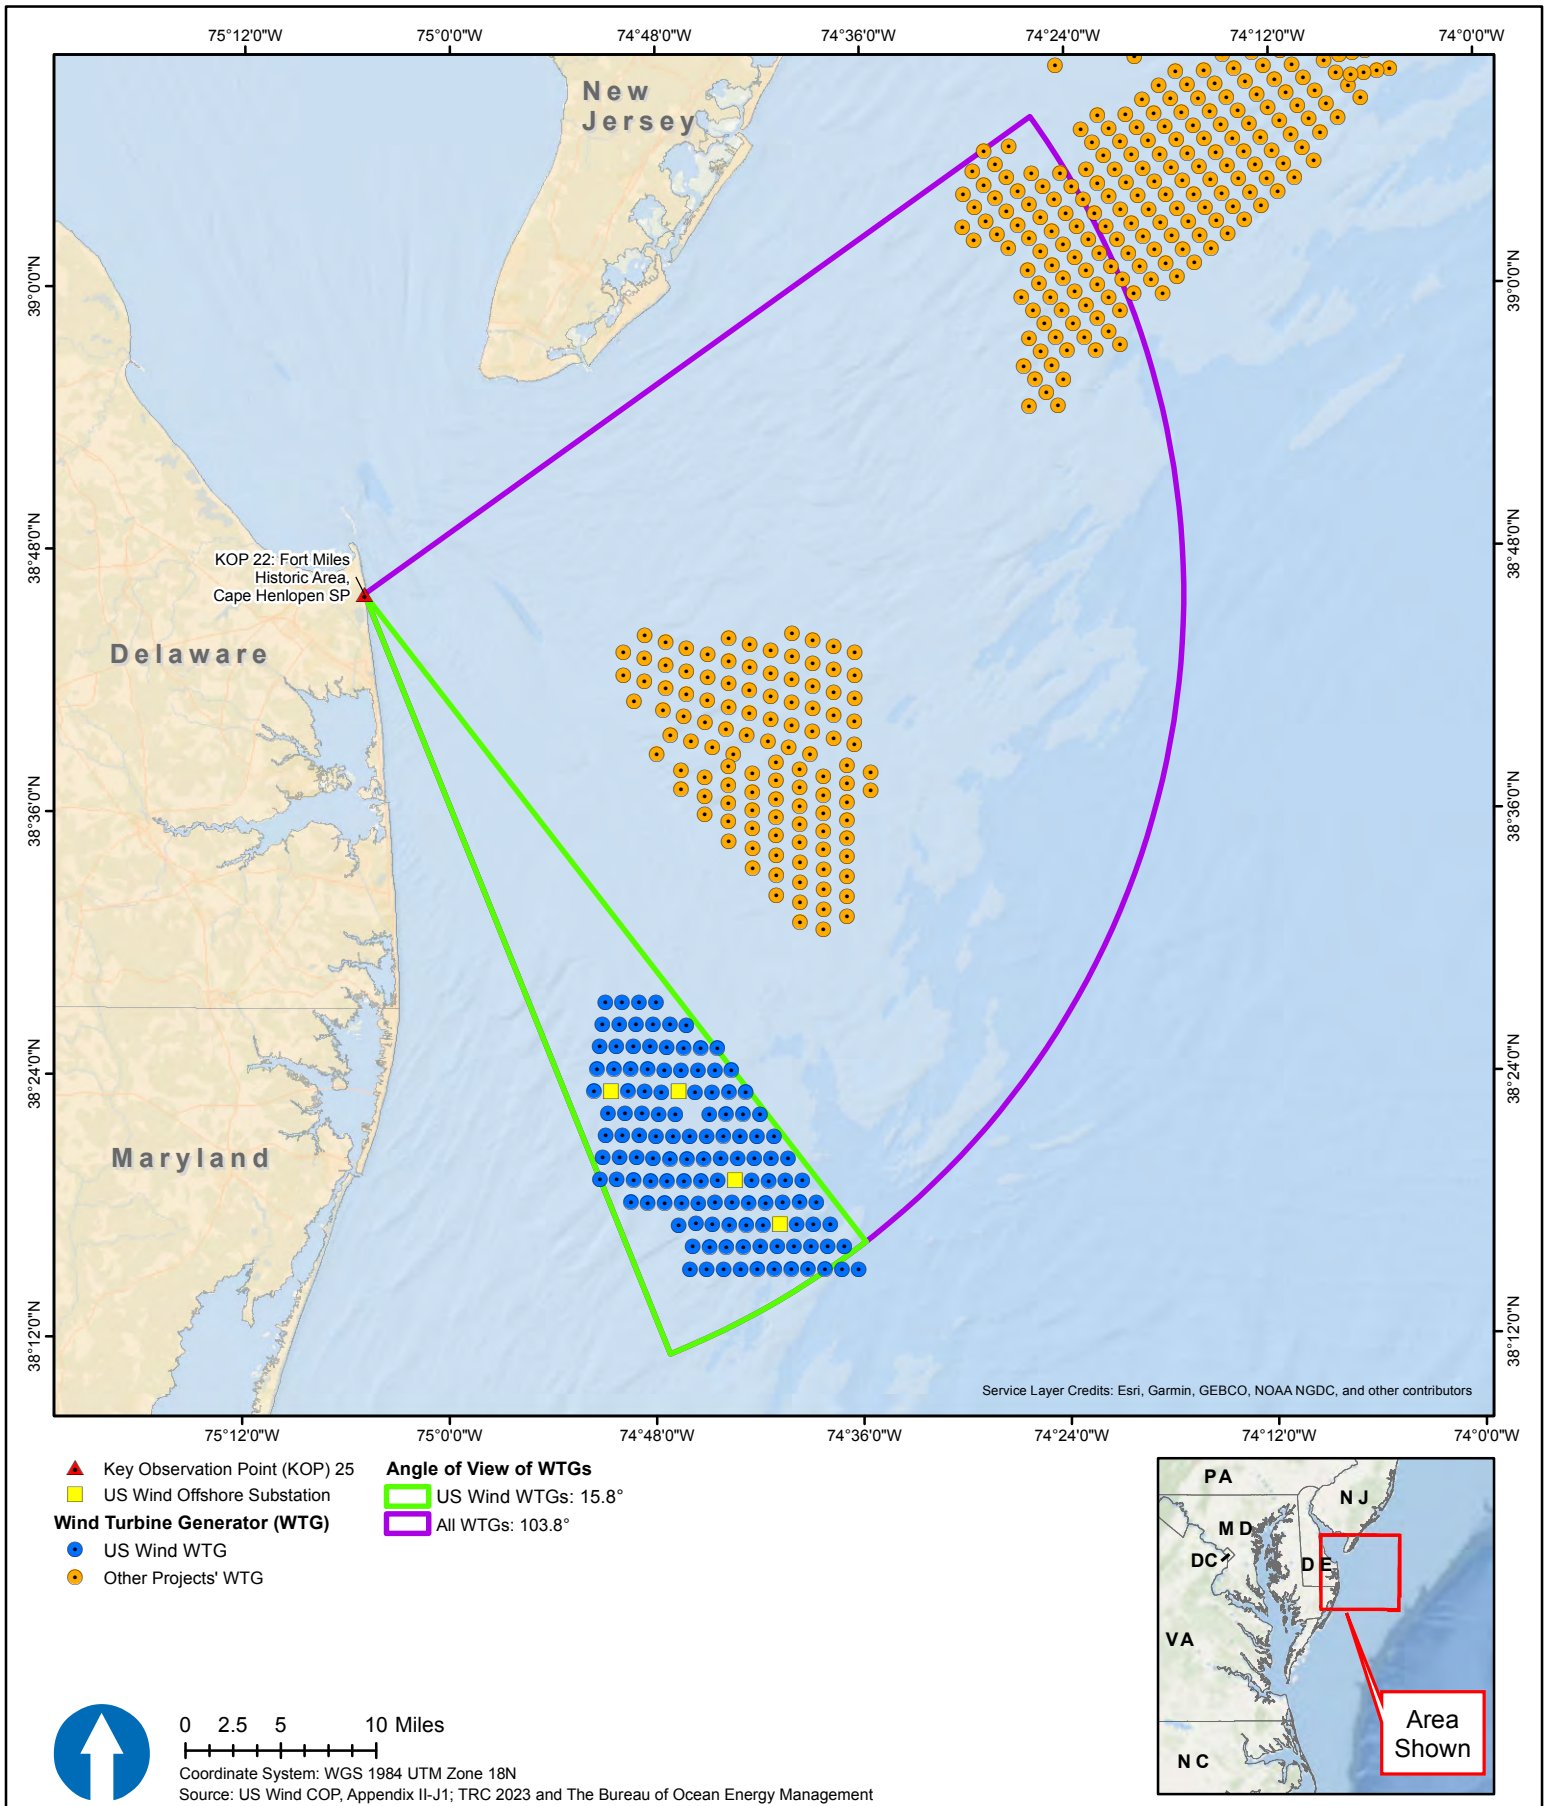 75°12'0"W 75°0'0"W 74°48'0"W 74°36'0"W 74°24'0"W 74°12'0"W 74°0'0"W
New
Jersey
39°0'0"N
39°0'0"N
38°48'0"N
38°48'0"N
KOP 22: Fort Miles
Historic Area,
Cape Henlopen SP
Delaware
38°36'0"N
38°36'0"N
38°24'0"N
38°24'0"N
Maryland
38°12'0"N
38°12'0"N
Service Layer Credits: Esri, Garmin, GEBCO, NOAA NGDC, and other contributors
75°12'0"W 75°0'0"W 74°48'0"W 74°36'0"W 74°24'0"W 74°12'0"W 74°0'0"W
Key Observation Point (KOP) 25
US Wind Offshore Substation
Wind Turbine Generator (WTG)
US Wind WTG
Other Projects' WTG
Angle of View of WTGs
US Wind WTGs: 15.8°
All WTGs: 103.8°
PA
NJ
MD
DC
DE
VA
NC
Area
Shown
0 2.5 5 10 Miles
Coordinate System: WGS 1984 UTM Zone 18N
Source: US Wind COP, Appendix II-J1; TRC 2023 and The Bureau of Ocean Energy Management